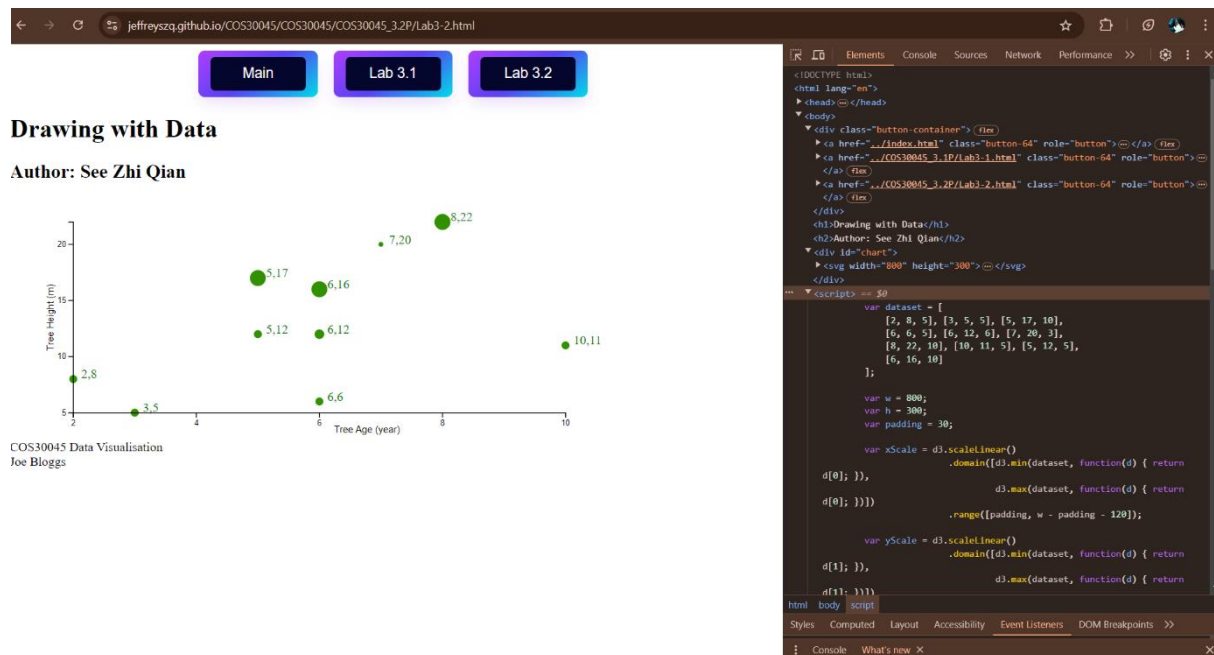 jeffreyszq.github.io/COS30045/COS30045/COS30045_3.2P/Lab3-2.html
Main
Lab 3.1
Lab 3.2
Drawing with Data
Author: See Zhi Qian
Tree Height (m)
20
15
10
5
8,22
7,20
5,17
6,16
5,12
6,12
10,11
2,8
6,6
3,5
2
4
6
8
10
Tree Age (year)
COS30045 Data Visualisation
Joe Bloggs
Elements Console Sources Network Performance
<!DOCTYPE html>
<html lang="en">
<head> </head>
<body>
<div class="button-container"> flex
<a href="../index.html" class="button-64" role="button"> </a> flex
<a href="../COS30045_3.1P/Lab3-1.html" class="button-64" role="button">
</a> flex
<a href="../COS30045_3.2P/Lab3-2.html" class="button-64" role="button">
</a> flex
</div>
<h1>Drawing with Data</h1>
<h2>Author: See Zhi Qian</h2>
<div id="chart">
<svg width="800" height="300"> </svg>
</div>
<script> == $0
var dataset = [
[2, 8, 5], [3, 5, 5], [5, 17, 10],
[6, 6, 5], [6, 12, 6], [7, 20, 3],
[8, 22, 10], [10, 11, 5], [5, 12, 5],
[6, 16, 10]
];
var w = 800;
var h = 300;
var padding = 30;
var xScale = d3.scaleLinear()
.domain([d3.min(dataset, function(d) { return
d[0]; }),
d3.max(dataset, function(d) { return
d[0]; })])
.range([padding, w - padding - 120]);
var yScale = d3.scaleLinear()
.domain([d3.min(dataset, function(d) { return
d[1]; }),
d3.max(dataset, function(d) { return
d[1]; })])
html body script
Styles Computed Layout Accessibility Event Listeners DOM Breakpoints
Console What's new